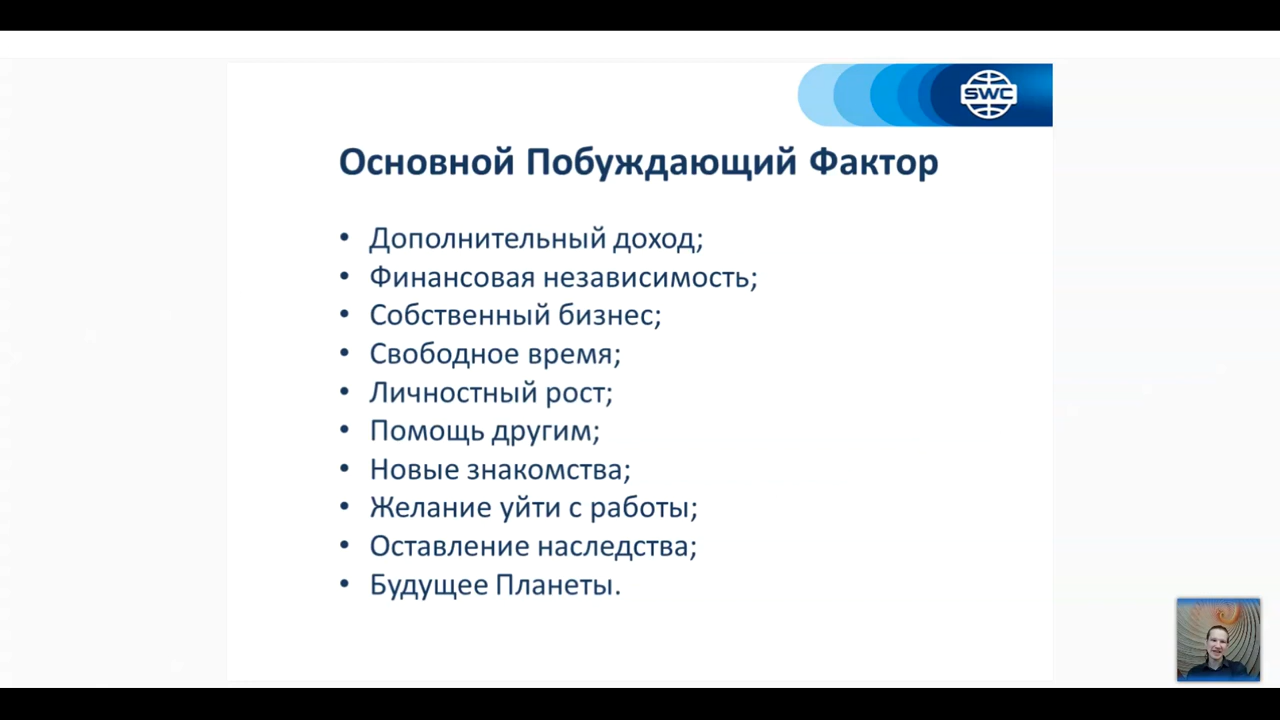 SWC
Основной Побуждающий Фактор
• Дополнительный доход;
• Финансовая независимость;
• Собственный бизнес;
• Свободное время;
• Личностный рост;
• Помощь другим;
• Новые знакомства;
• Желание уйти с работы;
• Оставление наследства;
• Будущее Планеты.